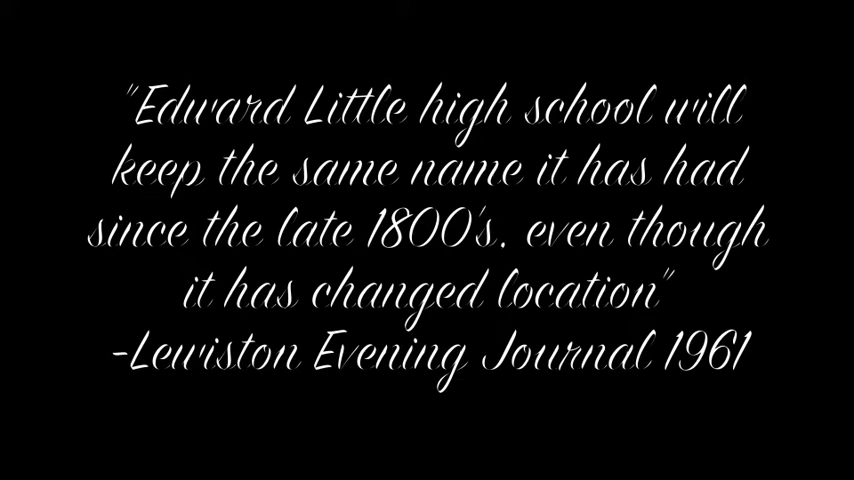 "Edward Little high school will
keep the same name it has had
since the late 1800's. even though
it has changed location"
-Lewiston Evening Journal 1961